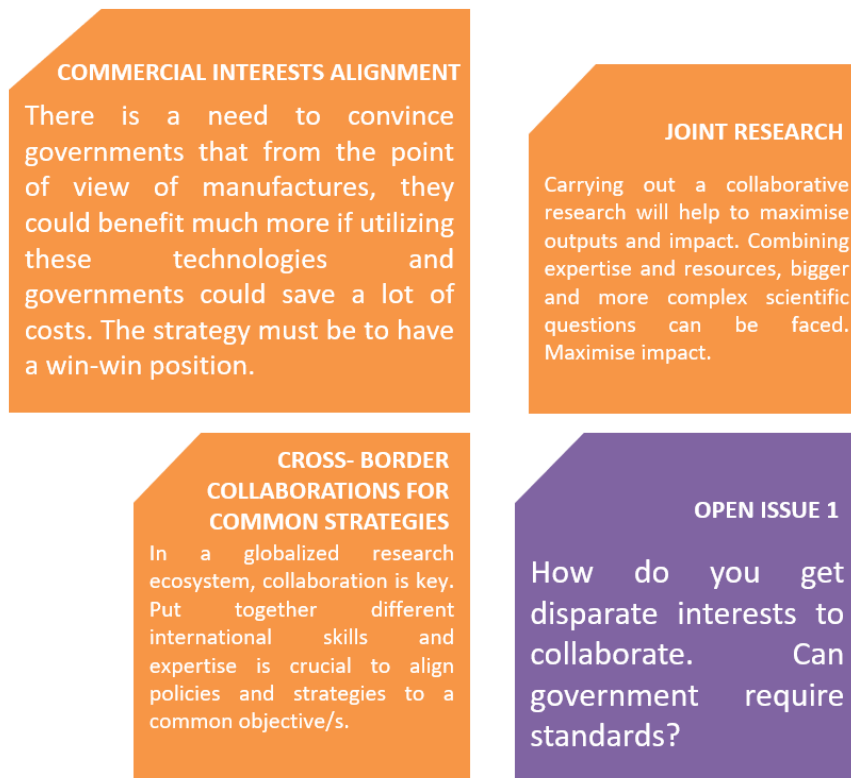 COMMERCIAL INTERESTS ALIGNMENT
There is a need to convince
governments that from the point
of view of manufactures, they
could benefit much more if utilizing
these technologies and
governments could save a lot of
costs. The strategy must be to have
a win-win position.
JOINT RESEARCH
Carrying out a collaborative
research will help to maximise
outputs and impact. Combining
expertise and resources, bigger
and more complex scientific
questions can be faced.
Maximise impact.
CROSS- BORDER
COLLABORATIONS FOR
COMMON STRATEGIES
In a globalized research
ecosystem, collaboration is key.
Put together different
international skills and
expertise is crucial to align
policies and strategies to a
common objective/s.
OPEN ISSUE 1
How do you get
disparate interests to
collaborate. Can
government require
standards?